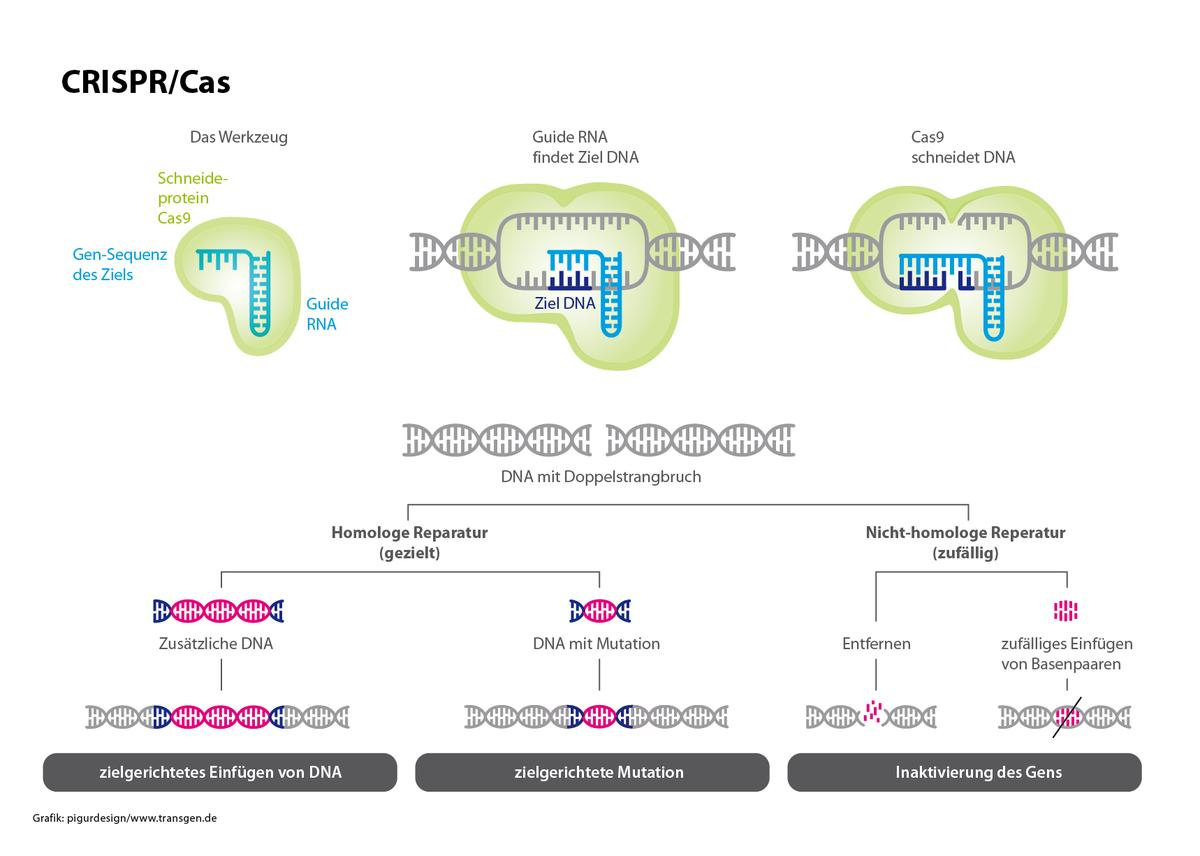 CRISPR/Cas
Das Werkzeug
Schneide-
protein
Cas9
Gen-Sequenz
des Ziels
Guide
RNA
Guide RNA
findet Ziel DNA
Ziel DNA
Cas9
schneidet DNA
DNA mit Doppelstrangbruch
Homologe Reparatur
(gezielt)
Nicht-homologe Reperatur
(zufällig)
Zusätzliche DNA
DNA mit Mutation
Entfernen
zufälliges Einfügen
von Basenpaaren
zielgerichtetes Einfügen von DNA
zielgerichtete Mutation
Inaktivierung des Gens
Grafik: pigurdesign/www.transgen.de